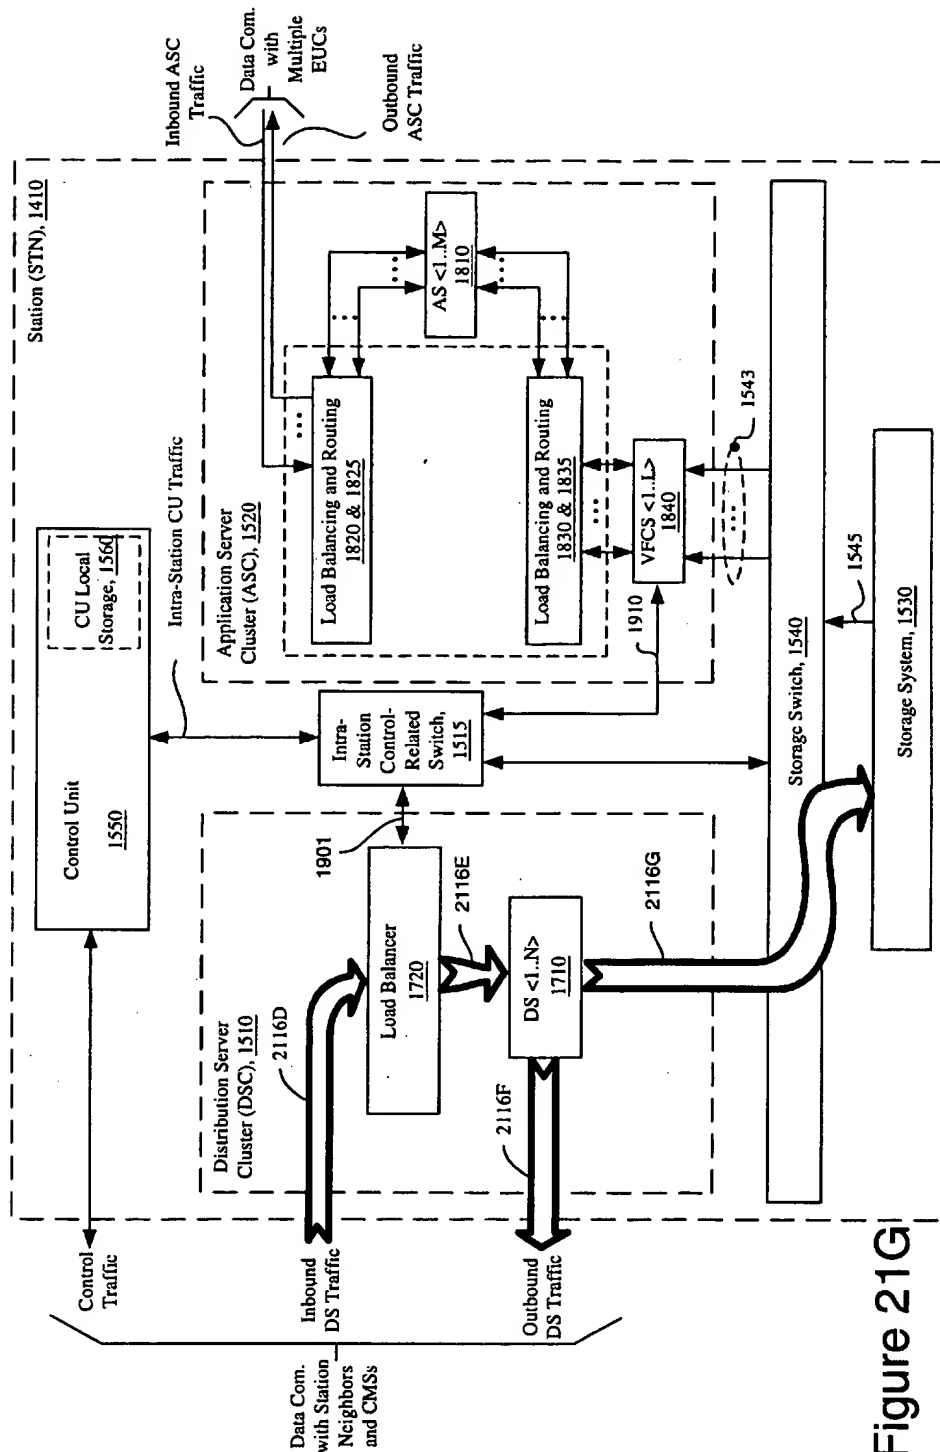 Station (STN), 1410
Control
Traffic
Control Unit
1550
CU Local
Storage, 1560
Intra-Station CU Traffic
Inbound ASC
Traffic
Data Com.
with
Multiple
EUCs
Outbound
ASC Traffic
Data Com.
with Station
Neighbors
and CMSs
Inbound
DS Traffic
Outbound
DS Traffic
Distribution Server
Cluster (DSC), 1510
2116D
Load Balancer
1720
2116E
DS <1..N>
1710
2116F
2116G
1901
Intra-
Station
Control-
Related
Switch,
1515
1910
Application Server
Cluster (ASC), 1520
Load Balancing and Routing
1820 & 1825
AS <1..M>
1810
Load Balancing and Routing
1830 & 1835
VFCS <1..L>
1840
1543
Storage Switch, 1540
1545
Storage System, 1530
Figure 21G